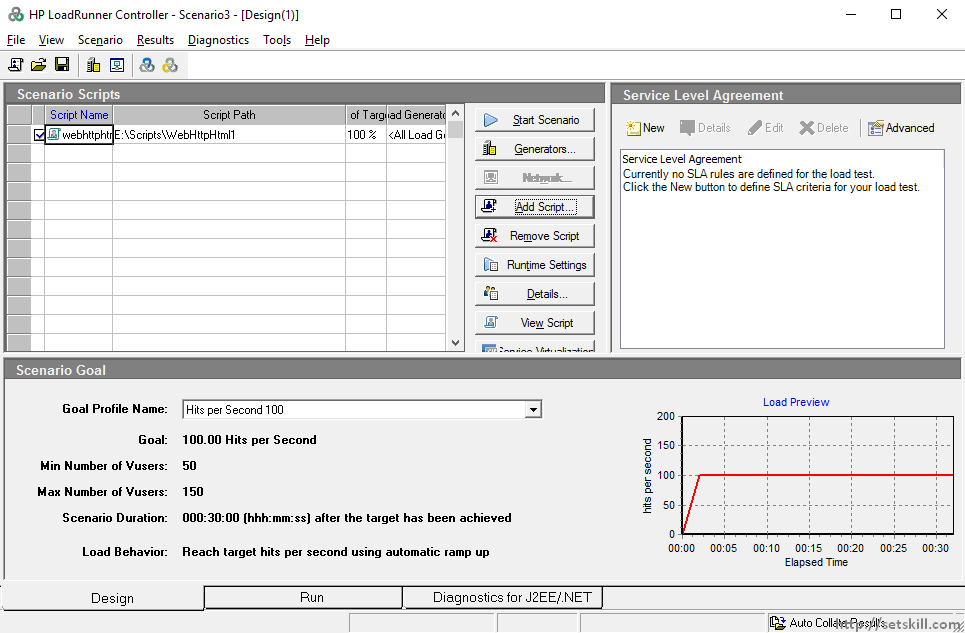 HP LoadRunner Controller - Scenario3 - [Design(1)]
File View Scenario Results Diagnostics Tools Help
Scenario Scripts
Script Name Script Path of Targe ad Generato
webhttphtm E:\Scripts\WebHttpHtml1 100 % <All Load Ge
Start Scenario
Generators...
Network...
Add Script...
Remove Script
Runtime Settings
Details...
View Script
Service Virtualization
Service Level Agreement
New Details Edit Delete Advanced
Service Level Agreement
Currently no SLA rules are defined for the load test.
Click the New button to define SLA criteria for your load test.
Scenario Goal
Goal Profile Name: Hits per Second 100
Goal: 100.00 Hits per Second
Min Number of Vusers: 50
Max Number of Vusers: 150
Scenario Duration: 000:30:00 (hhh:mm:ss) after the target has been achieved
Load Behavior: Reach target hits per second using automatic ramp up
Load Preview
hits per second
200
150
100
50
0
00:00 00:05 00:10 00:15 00:20 00:25 00:30
Elapsed Time
Design Run Diagnostics for J2EE/.NET
Auto Collate Results
http://setskill.com/